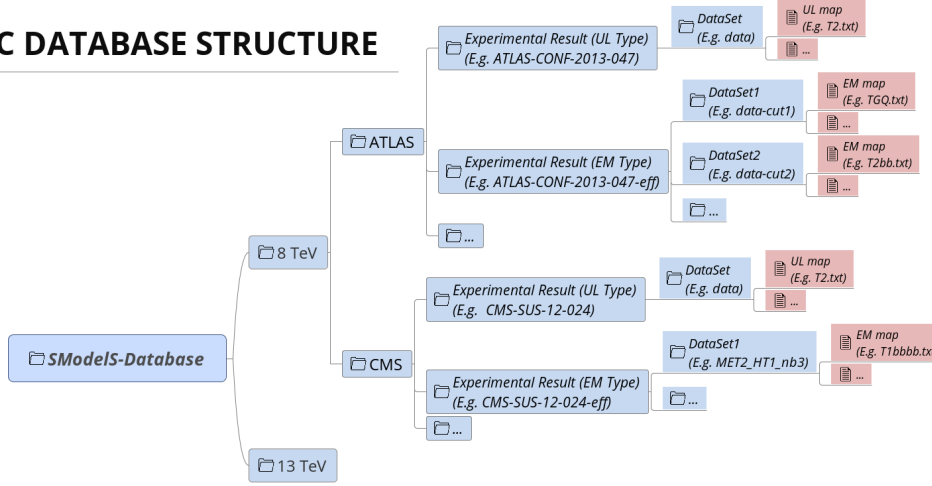 C DATABASE STRUCTURE
SModelS-Database
8 TeV
ATLAS
Experimental Result (UL Type)
(E.g. ATLAS-CONF-2013-047)
DataSet
(E.g. data)
UL map
(E.g. T2.txt)
...
Experimental Result (EM Type)
(E.g. ATLAS-CONF-2013-047-eff)
DataSet1
(E.g. data-cut1)
EM map
(E.g. TGQ.txt)
...
DataSet2
(E.g. data-cut2)
EM map
(E.g. T2bb.txt)
...
...
...
CMS
Experimental Result (UL Type)
(E.g. CMS-SUS-12-024)
DataSet
(E.g. data)
UL map
(E.g. T2.txt)
...
Experimental Result (EM Type)
(E.g. CMS-SUS-12-024-eff)
DataSet1
(E.g. MET2_HT1_nb3)
EM map
(E.g. T1bbbb.tx
...
...
...
13 TeV